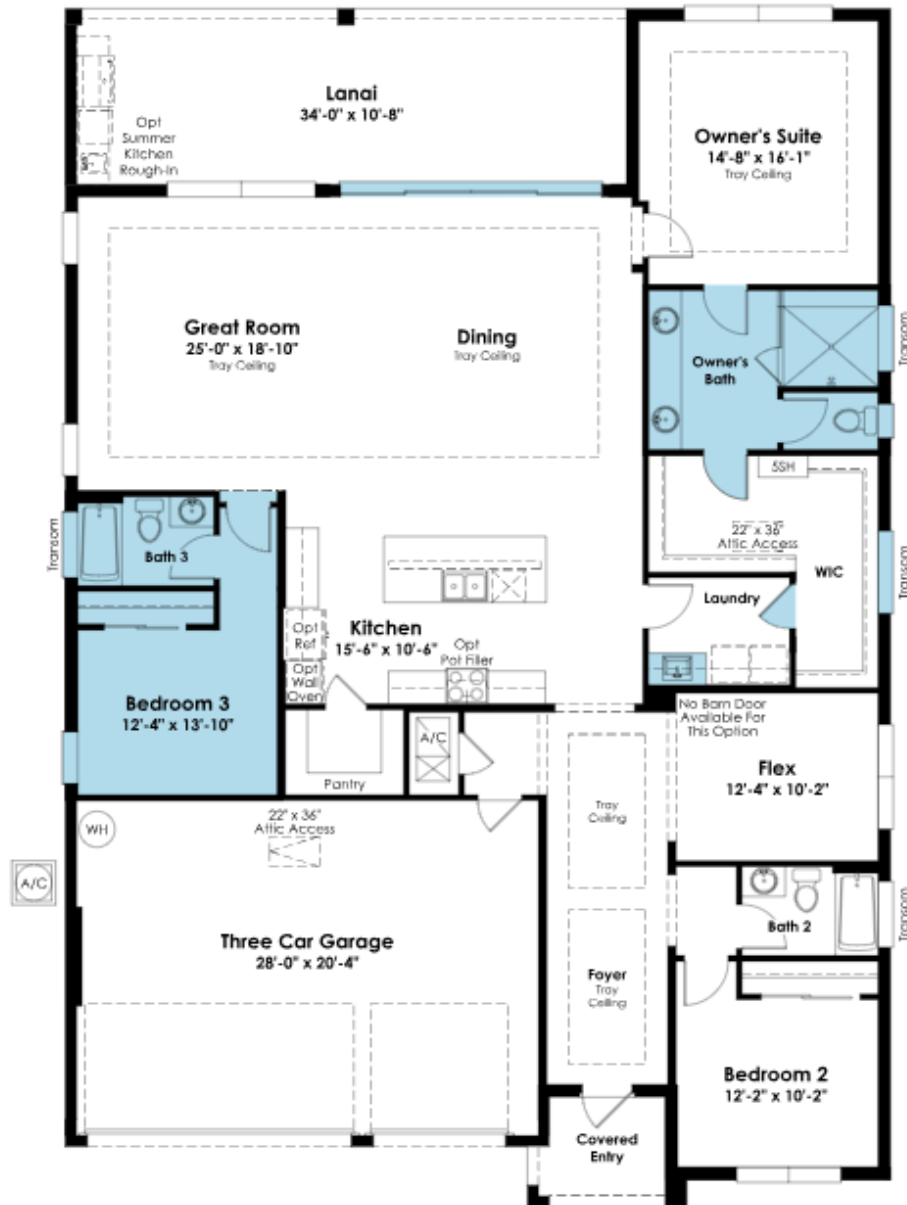 Lanai
34'-0" x 10'-8"
Opt
Summer
Kitchen
Rough-In
Owner's Suite
14'-8" x 16'-1"
Tray Ceiling
Great Room
25'-0" x 18'-10"
Tray Ceiling
Dining
Tray Ceiling
Owner's
Bath
Transom
5SH
22" x 36"
Attic Access
WIC
Transom
Transom
Bath 3
Laundry
Opt
Ref
Kitchen
15'-6" x 10'-6"
Opt
Pot Filler
Opt
Wall
Oven
Bedroom 3
12'-4" x 13'-10"
No Barn Door
Available For
This Option
A/C
Flex
12'-4" x 10'-2"
Pantry
Tray
Ceiling
WH
22" x 36"
Attic Access
A/C
Bath 2
Transom
Three Car Garage
28'-0" x 20'-4"
Foyer
Tray
Ceiling
Bedroom 2
12'-2" x 10'-2"
Covered
Entry